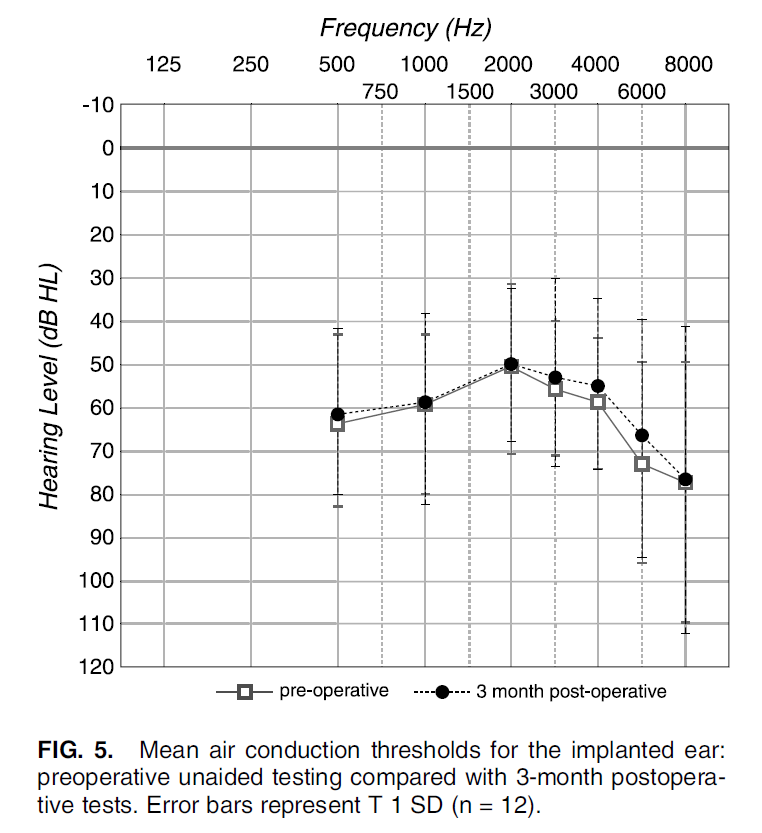 Frequency (Hz)
125 250 500 1000 2000 4000 8000
750 1500 3000 6000
-10
0
10
20
30
40
50
60
70
80
90
100
110
120
Hearing Level (dB HL)
pre-operative 3 month post-operative
FIG. 5. Mean air conduction thresholds for the implanted ear:
preoperative unaided testing compared with 3-month postopera-
tive tests. Error bars represent T 1 SD (n = 12).